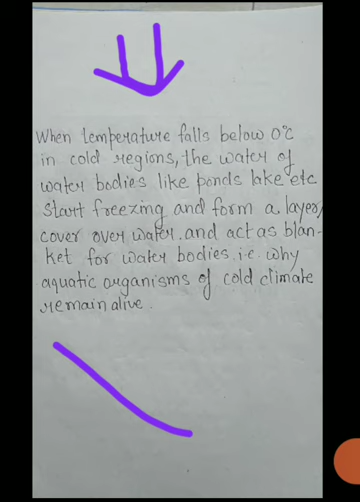 When temperature falls below 0°C
in cold regions, the water of
water bodies like ponds lake etc
start freezing and form a layer,
cover over water. and act as blan-
ket for water bodies. i.e. why
aquatic organisms of cold climate
remain alive.